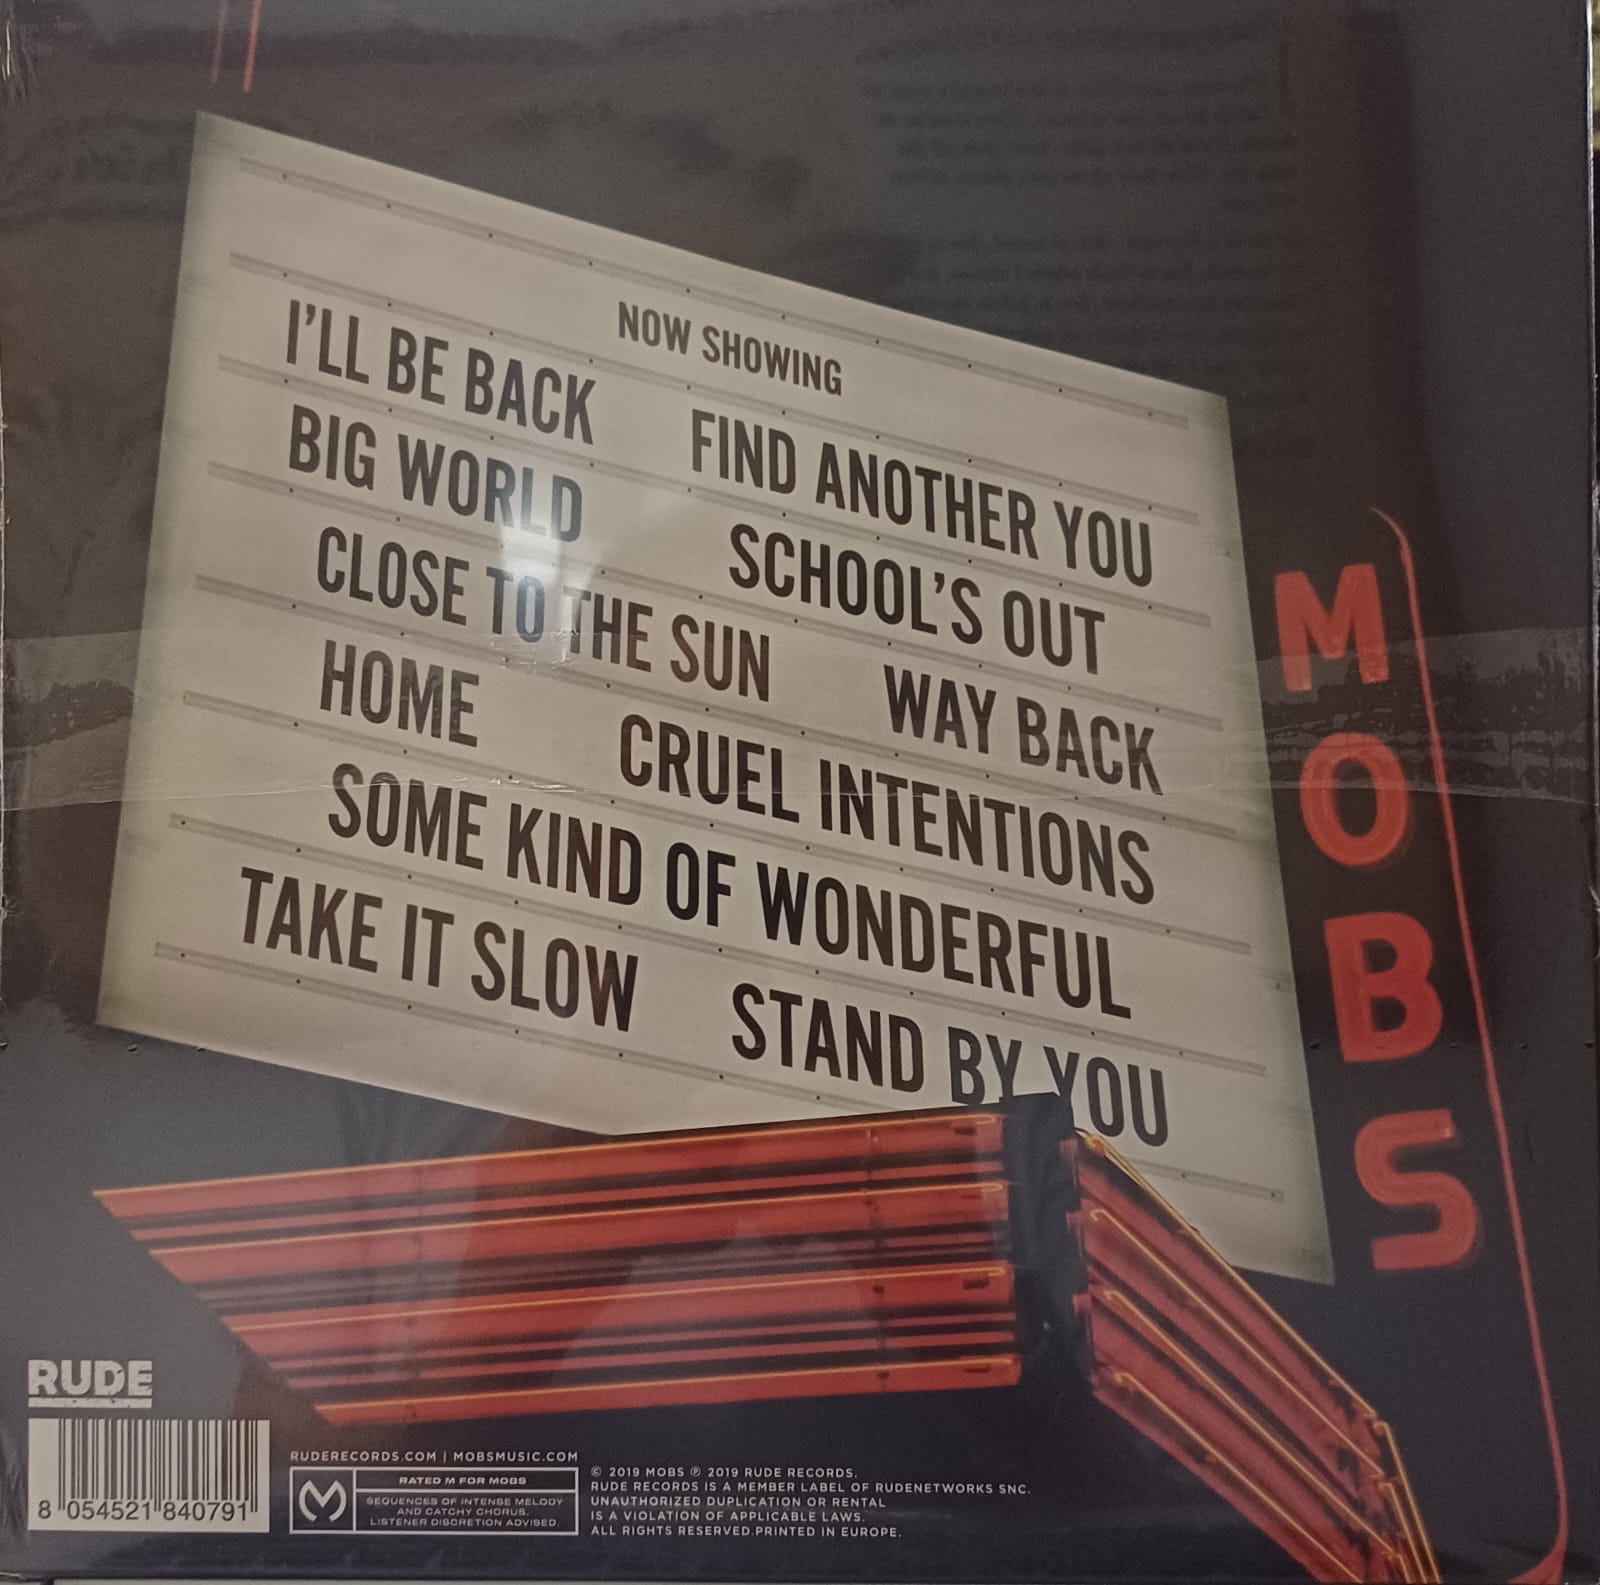 NOW SHOWING
I'LL BE BACK
FIND ANOTHER YOU
BIG WORLD
SCHOOL'S OUT
CLOSE TO THE SUN
WAY BACK
HOME
CRUEL INTENTIONS
SOME KIND OF WONDERFUL
TAKE IT SLOW
STAND BY YOU
MOBS
RUDE
8 054521 840791
RUDERECORDS.COM | MOBSMUSIC.COM
RATED M FOR MOBS
SEQUENCES OF INTENSE MELODY
AND CATCHY CHORUS.
LISTENER DISCRETION ADVISED.
© 2019 MOBS ℗ 2019 RUDE RECORDS.
RUDE RECORDS IS A MEMBER LABEL OF RUDENETWORKS SNC.
UNAUTHORIZED DUPLICATION OR RENTAL
IS A VIOLATION OF APPLICABLE LAWS.
ALL RIGHTS RESERVED.PRINTED IN EUROPE.